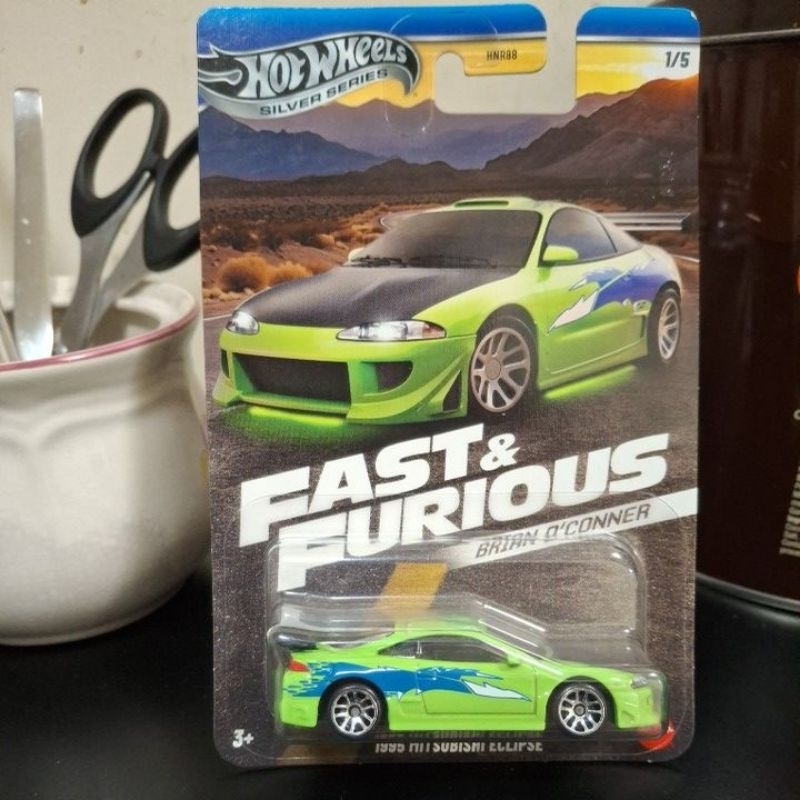 HOT WHEELS
SILVER SERIES
HNR88
1/5
FAST &
FURIOUS
BRIAN O'CONNER
3+
1995 MITSUBISHI ECLIPSE